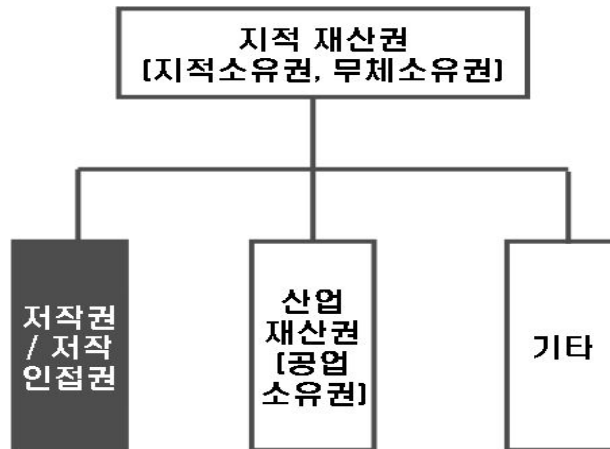 지적 재산권
(지적소유권, 무체소유권)
저작권
/ 저작
인접권
산업
재산권
(공업
소유권)
기타